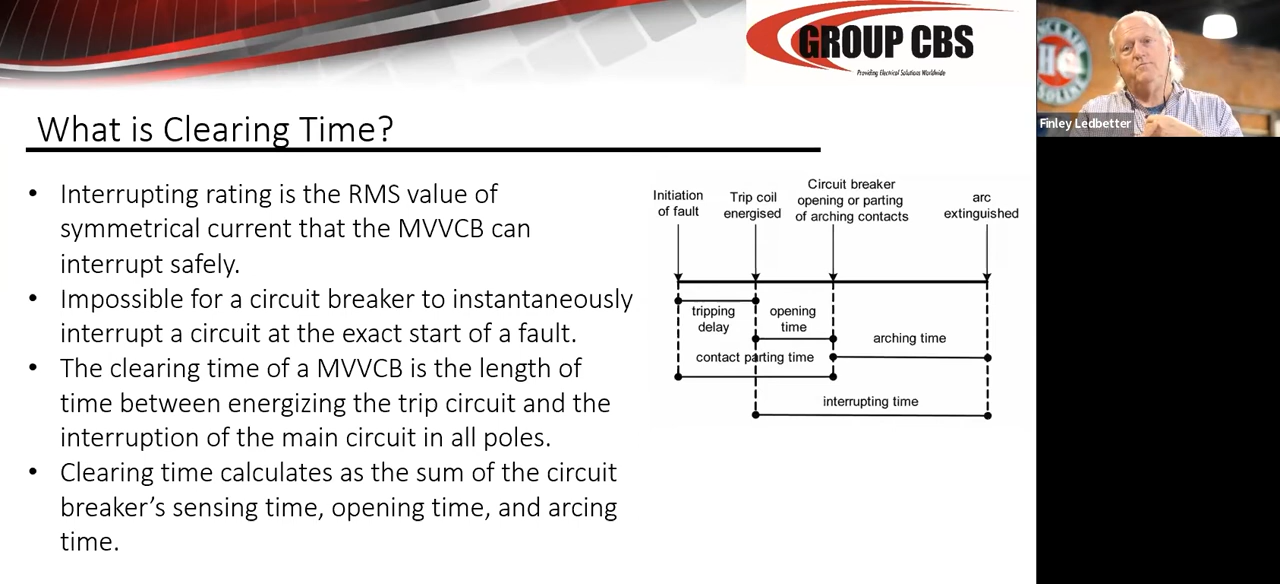 GROUP CBS
Providing Electrical Solutions Worldwide
Finley Ledbetter
What is Clearing Time?
• Interrupting rating is the RMS value of
symmetrical current that the MVVCB can
interrupt safely.
• Impossible for a circuit breaker to instantaneously
interrupt a circuit at the exact start of a fault.
• The clearing time of a MVVCB is the length of
time between energizing the trip circuit and the
interruption of the main circuit in all poles.
• Clearing time calculates as the sum of the circuit
breaker’s sensing time, opening time, and arcing
time.
Initiation
of fault
Trip coil
energised
Circuit breaker
opening or parting
of arching contacts
arc
extinguished
tripping
delay
opening
time
arching time
contact parting time
interrupting time